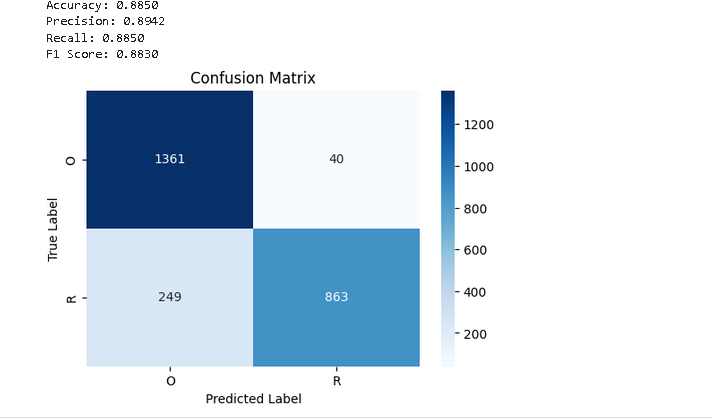 Accuracy: 0.8850
Precision: 0.8942
Recall: 0.8850
F1 Score: 0.8830
Confusion Matrix
1361 40
249 863
O
R
True Label
O R
Predicted Label
1200
1000
800
600
400
200